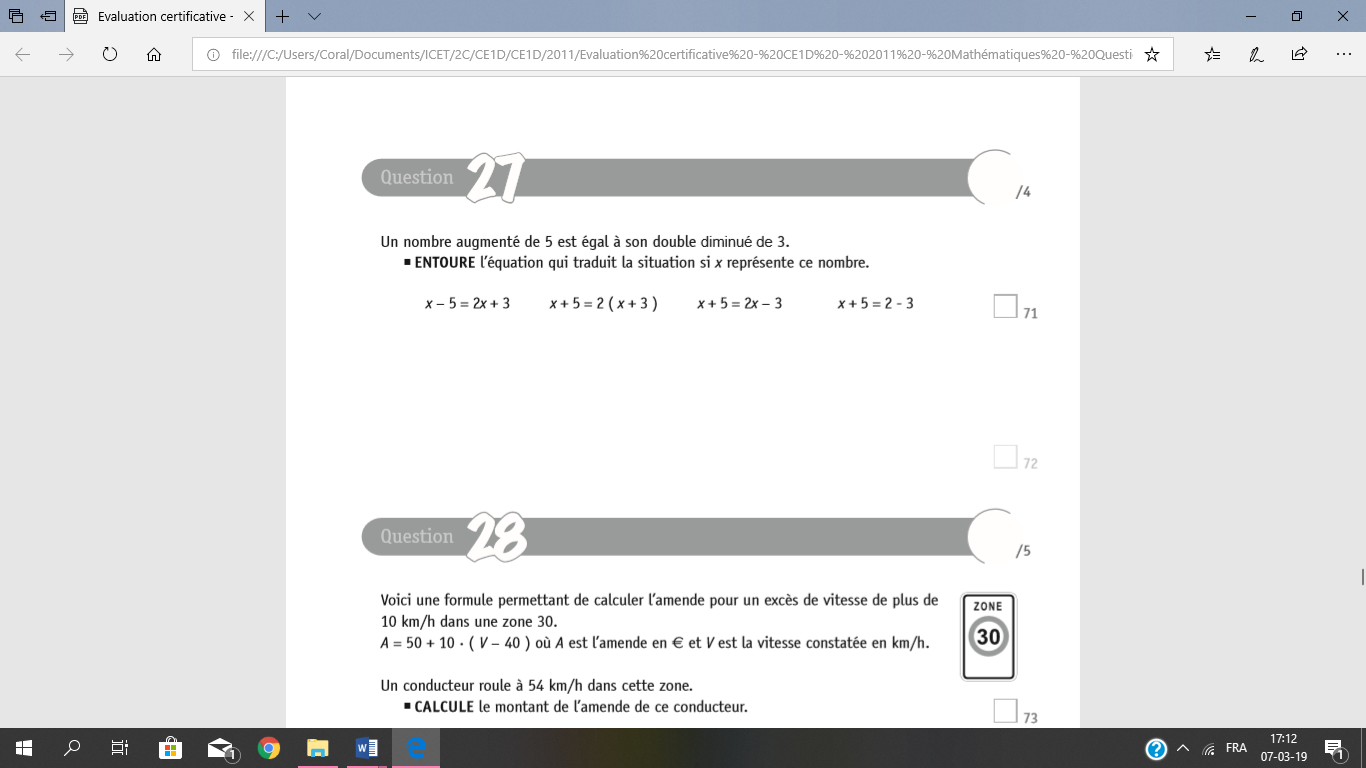 Evaluation certificative -
file:///C:/Users/Coral/Documents/ICET/2C/CE1D/CE1D/2011/Evaluation%20certificative%20-%20CE1D%20-%202011%20-%20Mathématiques%20-%20Questi
Question 27
/4
Un nombre augmenté de 5 est égal à son double diminué de 3.
▪ ENTOURE l’équation qui traduit la situation si x représente ce nombre.
x – 5 = 2x + 3 x + 5 = 2 ( x + 3 ) x + 5 = 2x – 3 x + 5 = 2 - 3
71
72
Question 28
/5
Voici une formule permettant de calculer l’amende pour un excès de vitesse de plus de
10 km/h dans une zone 30.
A = 50 + 10 · ( V – 40 ) où A est l’amende en € et V est la vitesse constatée en km/h.
ZONE
30
Un conducteur roule à 54 km/h dans cette zone.
▪ CALCULE le montant de l’amende de ce conducteur.
73
1
FRA
17:12
07-03-19
1